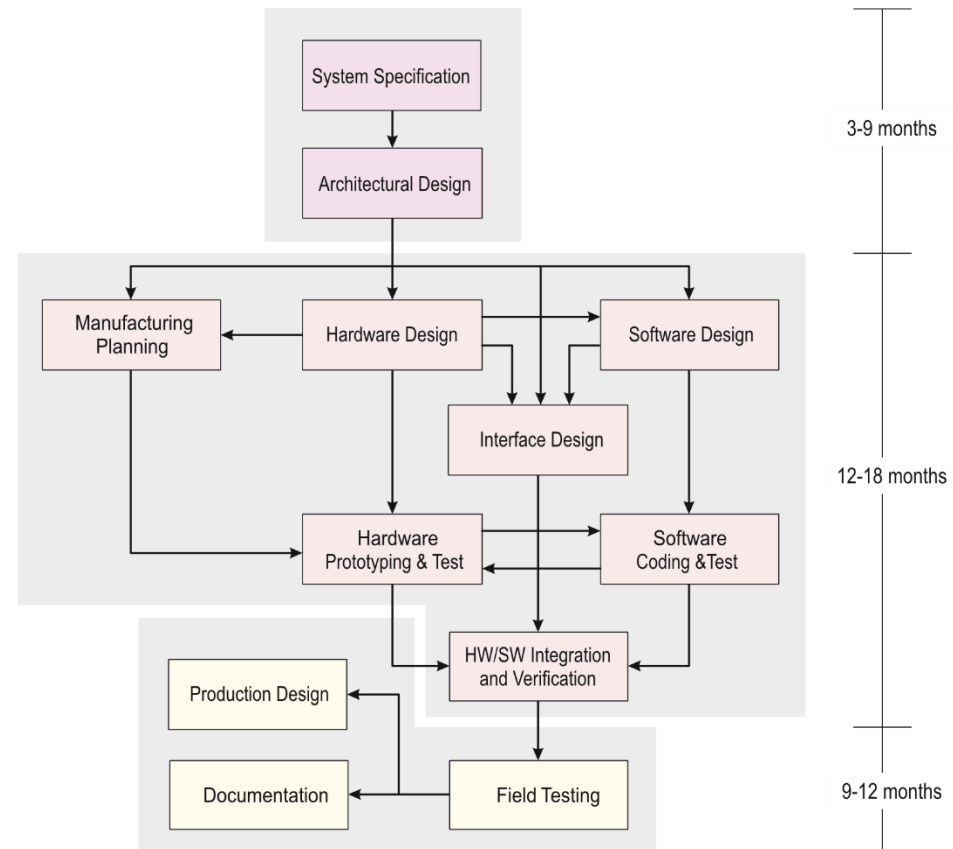 System Specification
3-9 months
Architectural Design
Manufacturing
Planning
Hardware Design
Software Design
Interface Design
12-18 months
Hardware
Prototyping & Test
Software
Coding &Test
HW/SW Integration
and Verification
Production Design
Documentation
Field Testing
9-12 months